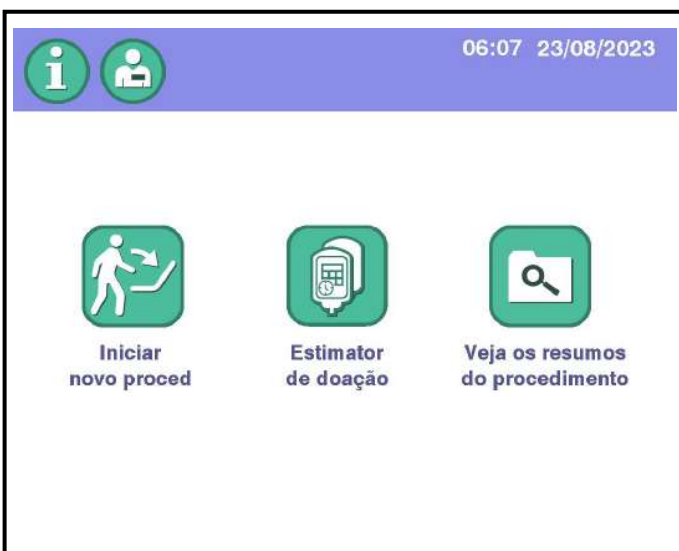 06:07 23/08/2023
Iniciar
novo proced
Estimator
de doação
Veja os resumos
do procedimento